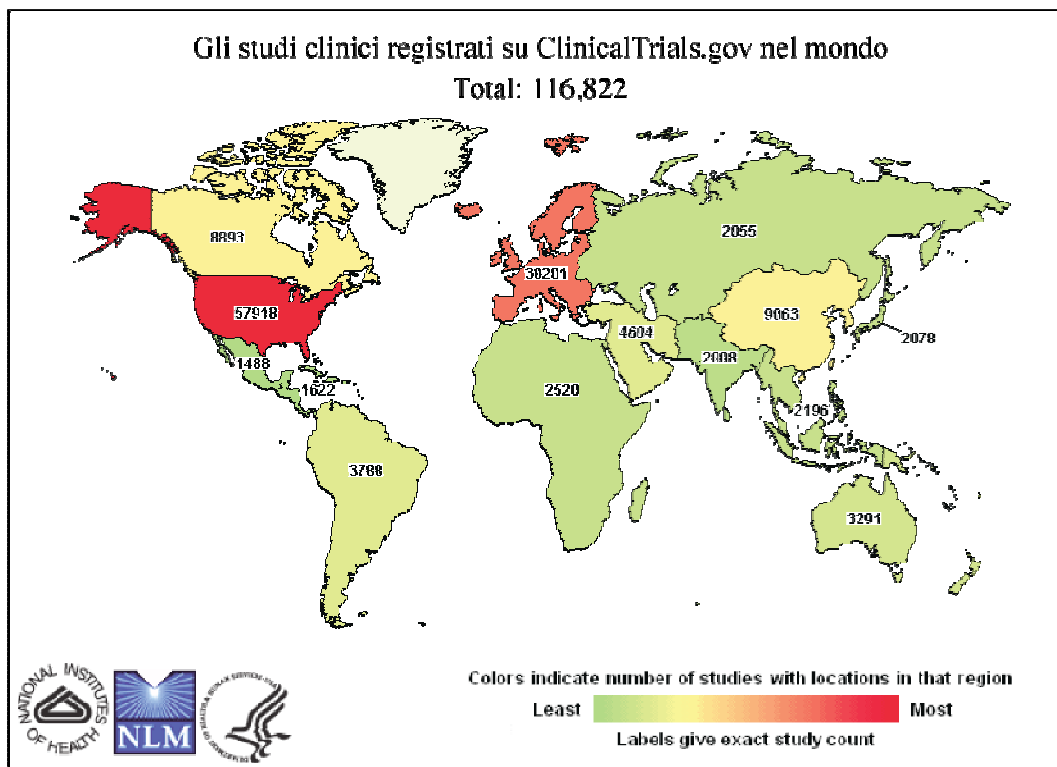 Gli studi clinici registrati su ClinicalTrials.gov nel mondo
Total: 116,822
8893
2055
30201
57918
9063
4604
2078
2008
1488
1622
2520
2196
3788
3291
NATIONAL INSTITUTES
OF HEALTH
NLM
Colors indicate number of studies with locations in that region
Least
Most
Labels give exact study count